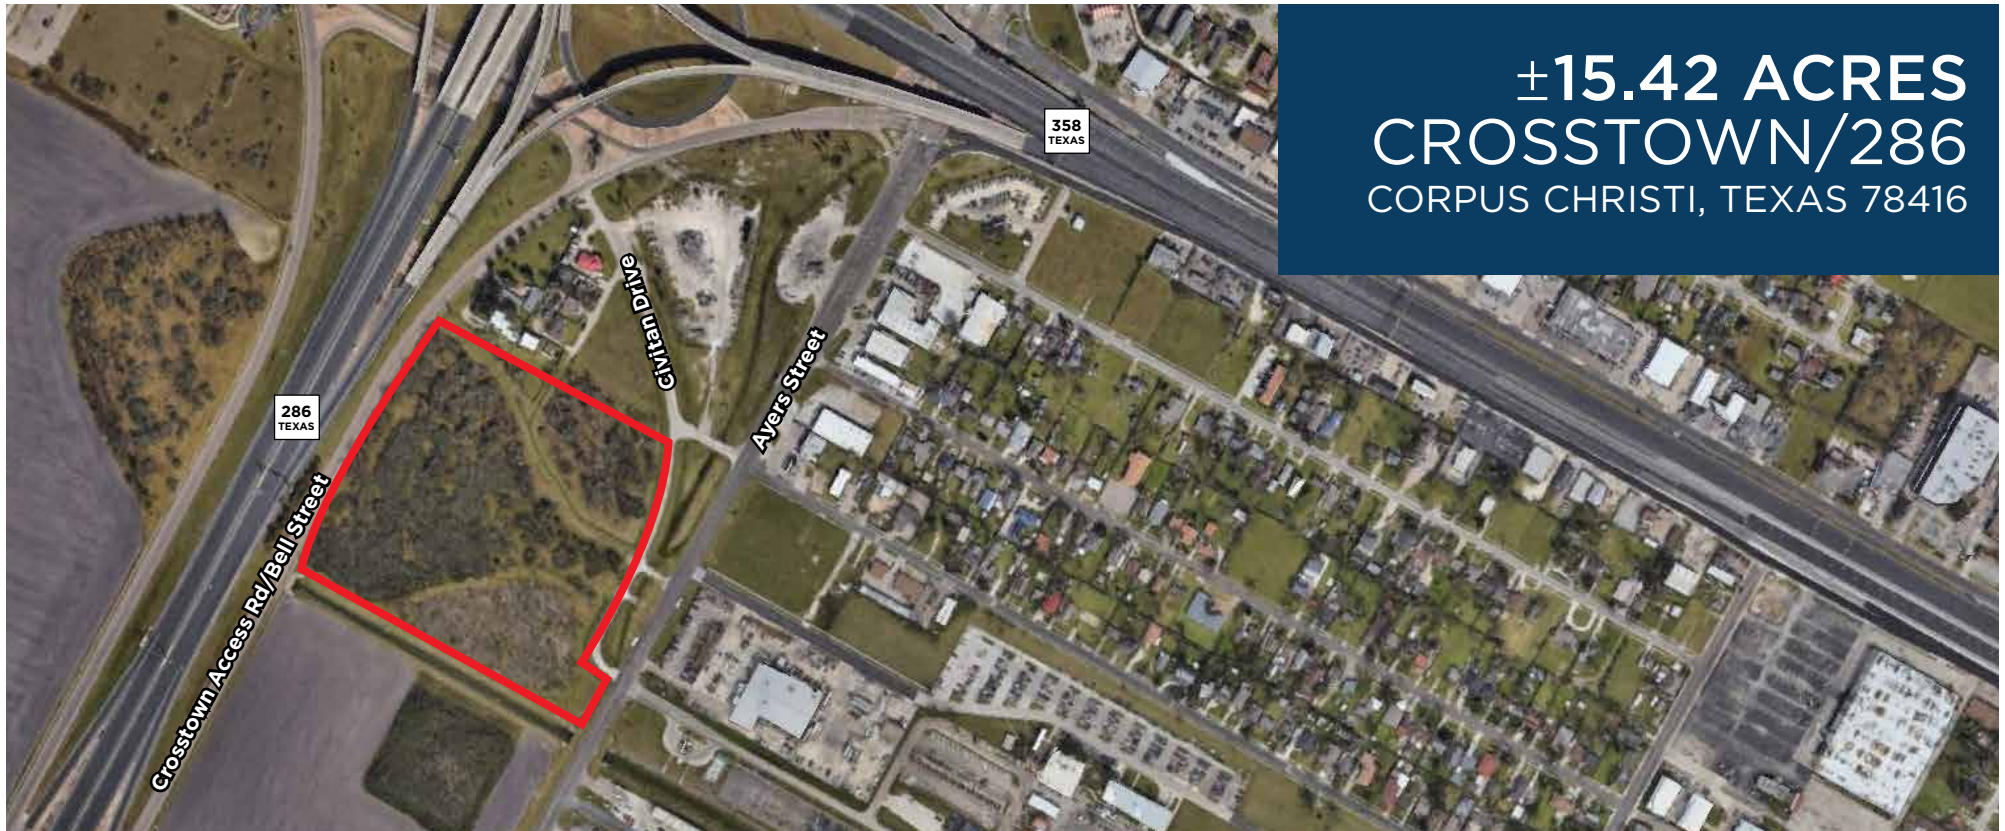 ±15.42 ACRES
CROSSTOWN/286
CORPUS CHRISTI, TEXAS 78416
358
TEXAS
Civitan Drive
Ayers Street
286
TEXAS
Crosstown Access Rd/Bell Street